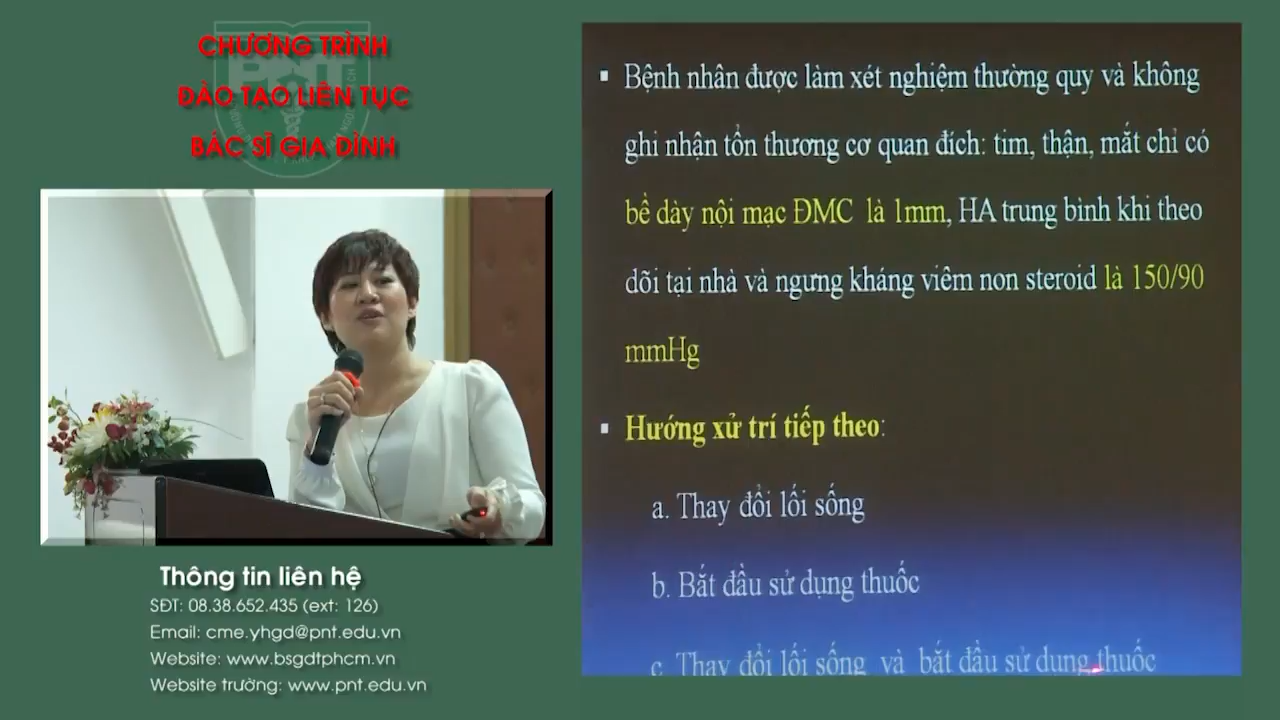 CHƯƠNG TRÌNH
ĐÀO TẠO LIÊN TỤC
BÁC SĨ GIA ĐÌNH
PNT
Thông tin liên hệ
SĐT: 08.38.652.435 (ext: 126)
Email: cme.yhgd@pnt.edu.vn
Website: www.bsgdtphcm.vn
Website trường: www.pnt.edu.vn
▪ Bệnh nhân được làm xét nghiệm thường quy và không
ghi nhận tổn thương cơ quan đích: tim, thận, mắt chỉ có
bề dày nội mạc ĐMC là 1mm, HA trung bình khi theo
dõi tại nhà và ngưng kháng viêm non steroid là 150/90
mmHg
▪ Hướng xử trí tiếp theo:
a. Thay đổi lối sống
b. Bắt đầu sử dụng thuốc
c. Thay đổi lối sống và bắt đầu sử dụng thuốc